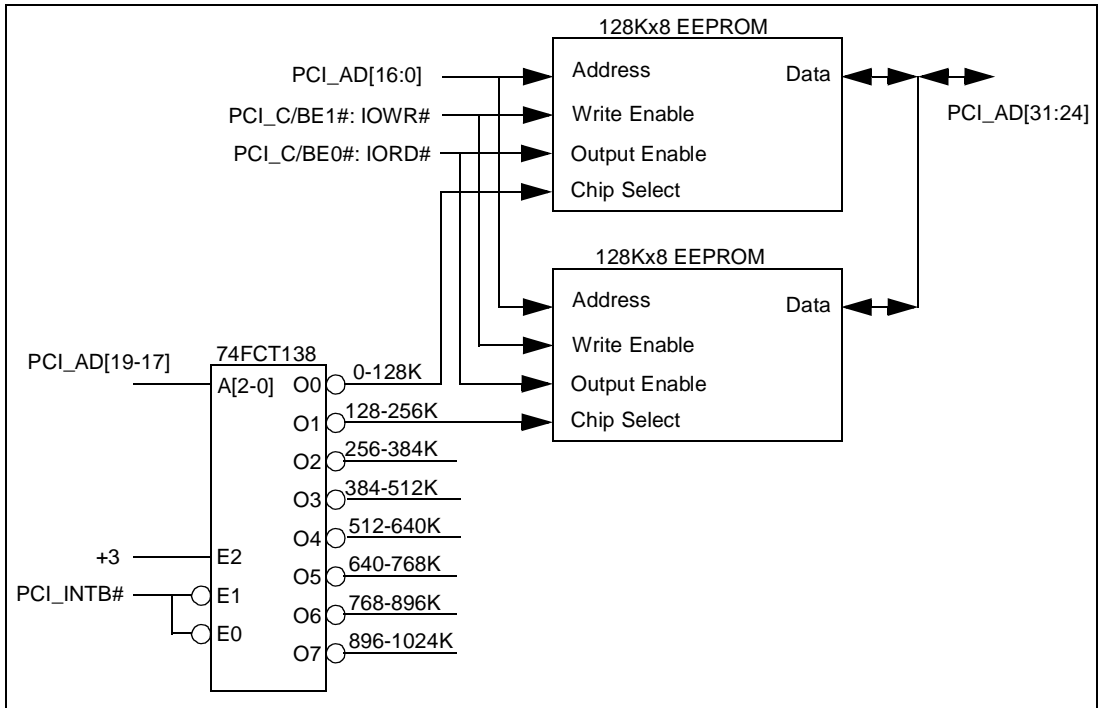 128Kx8 EEPROM
PCI_AD[16:0]
Address
Data
PCI_AD[31:24]
PCI_C/BE1#: IOWR#
Write Enable
PCI_C/BE0#: IORD#
Output Enable
Chip Select
128Kx8 EEPROM
Address
Data
Write Enable
Output Enable
Chip Select
PCI_AD[19-17]
74FCT138
A[2-0]
O0
0-128K
O1
128-256K
O2
256-384K
O3
384-512K
O4
512-640K
+3
E2
O5
640-768K
PCI_INTB#
E1
O6
768-896K
E0
O7
896-1024K